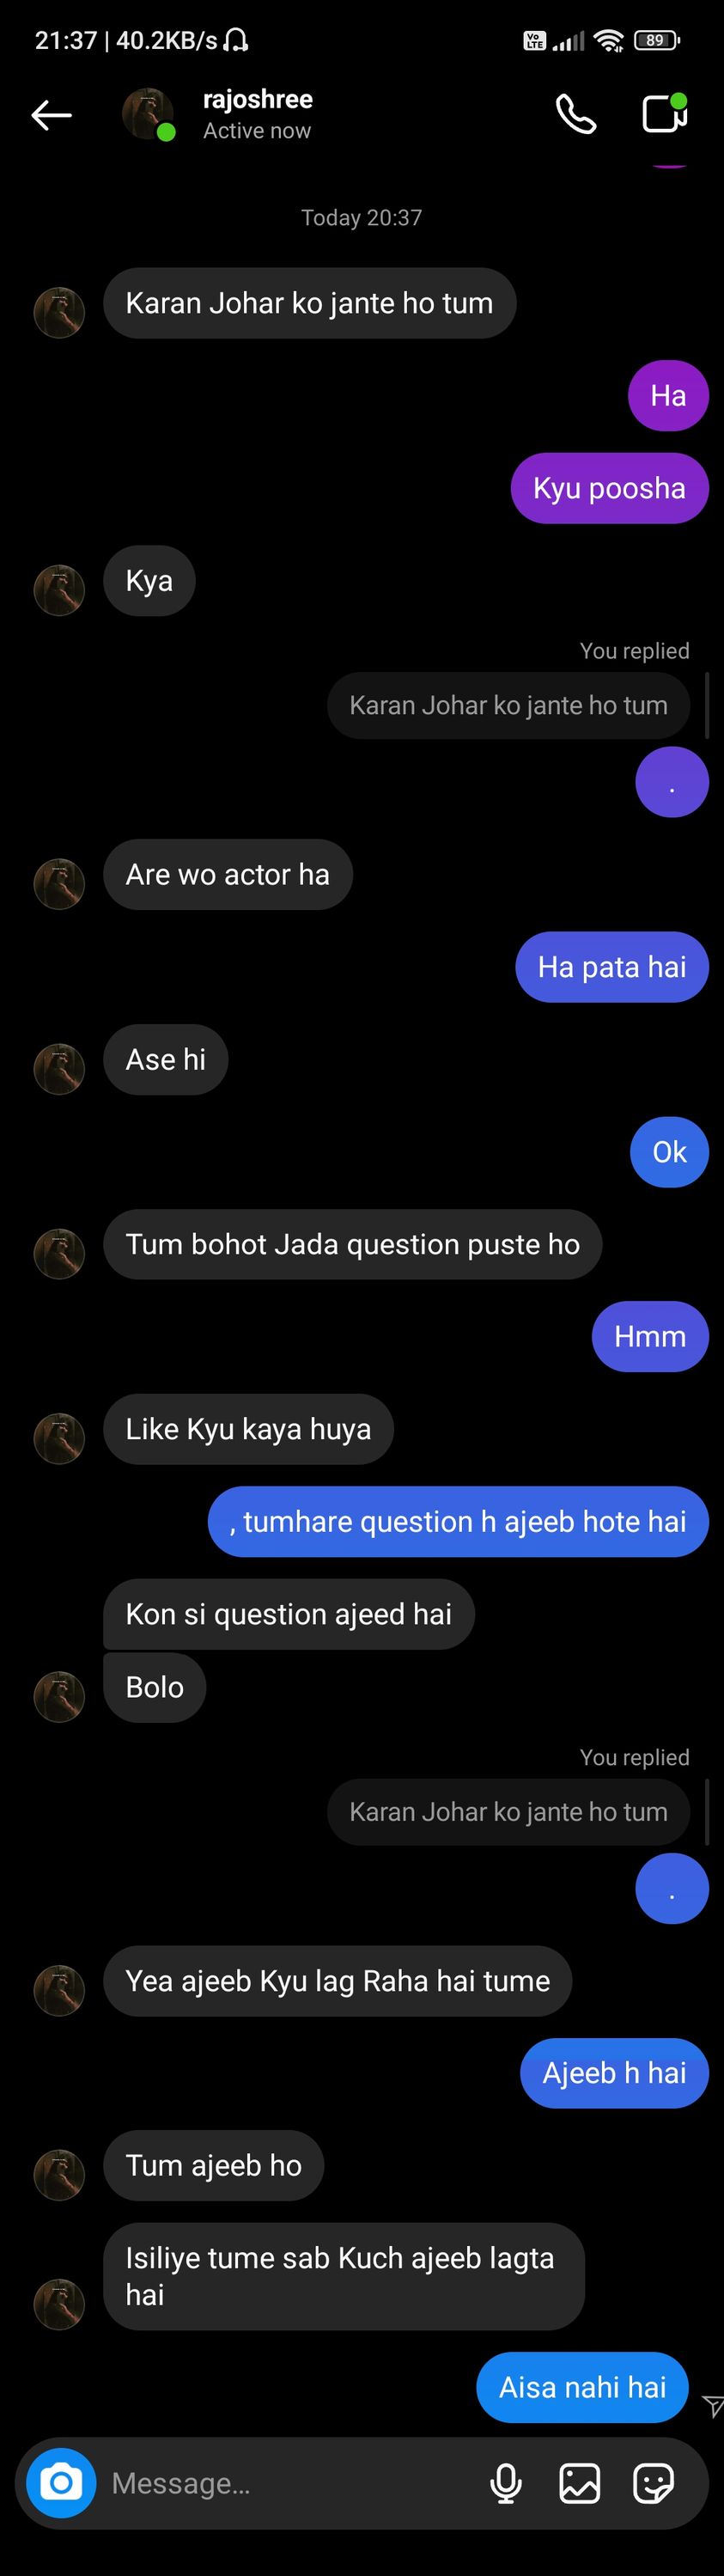 21:37 | 40.2KB/s
Vo LTE
89
rajoshree
Active now
Today 20:37
Karan Johar ko jante ho tum
Ha
Kyu poosha
Kya
You replied
Karan Johar ko jante ho tum
.
Are wo actor ha
Ha pata hai
Ase hi
Ok
Tum bohot Jada question puste ho
Hmm
Like Kyu kaya huya
, tumhare question h ajeeb hote hai
Kon si question ajeed hai
Bolo
You replied
Karan Johar ko jante ho tum
.
Yea ajeeb Kyu lag Raha hai tume
Ajeeb h hai
Tum ajeeb ho
Isiliye tume sab Kuch ajeeb lagta
hai
Aisa nahi hai
Message...